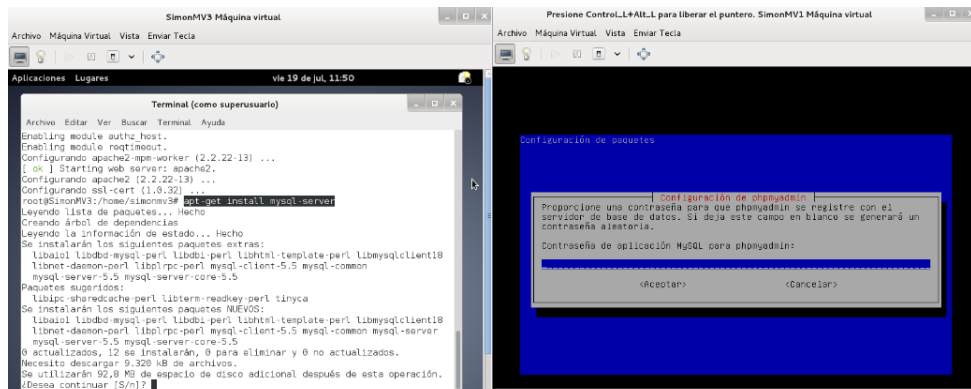 SimonMV3 Máquina virtual
Archivo Máquina Virtual Vista Enviar Tecla
Aplicaciones Lugares
vie 19 de jul, 11:50
Terminal (como superusuario)
Archivo Editar Ver Buscar Terminal Ayuda
Enabling module authz_host.
Enabling module reqtimeout.
Configurando apache2-mpm-worker (2.2.22-13) ...
[ ok ] Starting web server: apache2.
Configurando apache2 (2.2.22-13) ...
Configurando ssl-cert (1.0.32) ...
root@SimonMV3:/home/simonmv3# apt-get install mysql-server
Leyendo lista de paquetes... Hecho
Creando árbol de dependencias
Leyendo la información de estado... Hecho
Se instalarán los siguientes paquetes extras:
libaio1 libdbd-mysql-perl libdbi-perl libhtml-template-perl libmysqlclient18
libnet-daemon-perl libplrpc-perl mysql-client-5.5 mysql-common
mysql-server-5.5 mysql-server-core-5.5
Paquetes sugeridos:
libipc-sharedcache-perl libterm-readkey-perl tinyca
Se instalarán los siguientes paquetes NUEVOS:
libaio1 libdbd-mysql-perl libdbi-perl libhtml-template-perl libmysqlclient18
libnet-daemon-perl libplrpc-perl mysql-client-5.5 mysql-common mysql-server
mysql-server-5.5 mysql-server-core-5.5
0 actualizados, 12 se instalarán, 0 para eliminar y 0 no actualizados.
Necesito descargar 9.320 kB de archivos.
Se utilizarán 92,8 MB de espacio de disco adicional después de esta operación.
¿Desea continuar [S/n]?
Presione Control_L+Alt_L para liberar el puntero. SimonMV1 Máquina virtual
Archivo Máquina Virtual Vista Enviar Tecla
Configuración de paquetes
Configuración de phpmyadmin
Proporcione una contraseña para que phpmyadmin se registre con el
servidor de base de datos. Si deja este campo en blanco se generará un
contraseña aleatoria.
Contraseña de aplicación MySQL para phpmyadmin:
<Aceptar>
<Cancelar>